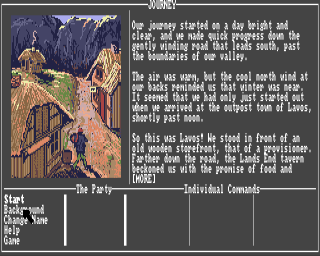 JOURNEY
Our journey started on a day bright and
clear, and we made quick progress down the
gently winding road that leads south, past
the boundaries of our valley.
The air was warm, but the cool north wind at
our backs reminded us that winter was near.
It seemed that we had only just started out
when we arrived at the outpost town of Lavos,
shortly past noon.
So this was Lavos! We stood in front of an
old wooden storefront, that of a provisioner.
Farther down the road, the Lands End tavern
beckoned us with the promise of food and
[MORE]
The Party
Individual Commands
Start
Background
Change Name
Help
Game